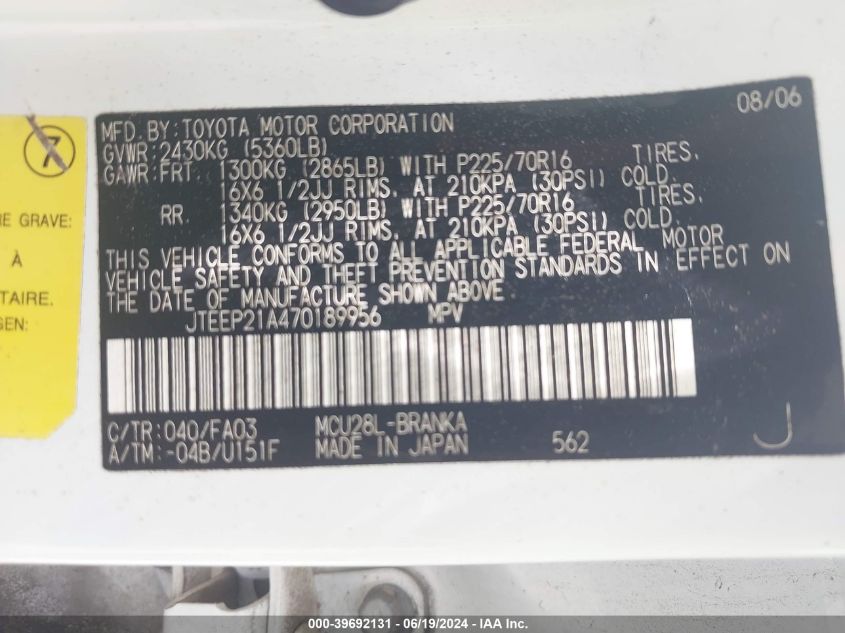 08/06
MFD. BY: TOYOTA MOTOR CORPORATION
GVWR: 2430KG (5360LB)
GAWR: FRT. 1300KG (2865LB) WITH P225/70R16 TIRES.
16X6 1/2JJ RIMS, AT 210KPA (30PSI) COLD.
RR. 1340KG (2950LB) WITH P225/70R16 TIRES.
16X6 1/2JJ RIMS, AT 210KPA (30PSI) COLD.
THIS VEHICLE CONFORMS TO ALL APPLICABLE FEDERAL MOTOR
VEHICLE SAFETY AND THEFT PREVENTION STANDARDS IN EFFECT ON
THE DATE OF MANUFACTURE SHOWN ABOVE.
JTEEP21A470189956 MPV
C/TR: 040/FA03 MCU28L-BRANKA
A/TM: -04B/U151F MADE IN JAPAN 562
J
7
RE GRAVE:
À
TAIRE.
GEN:
000-39692131 - 06/19/2024 - IAA Inc.